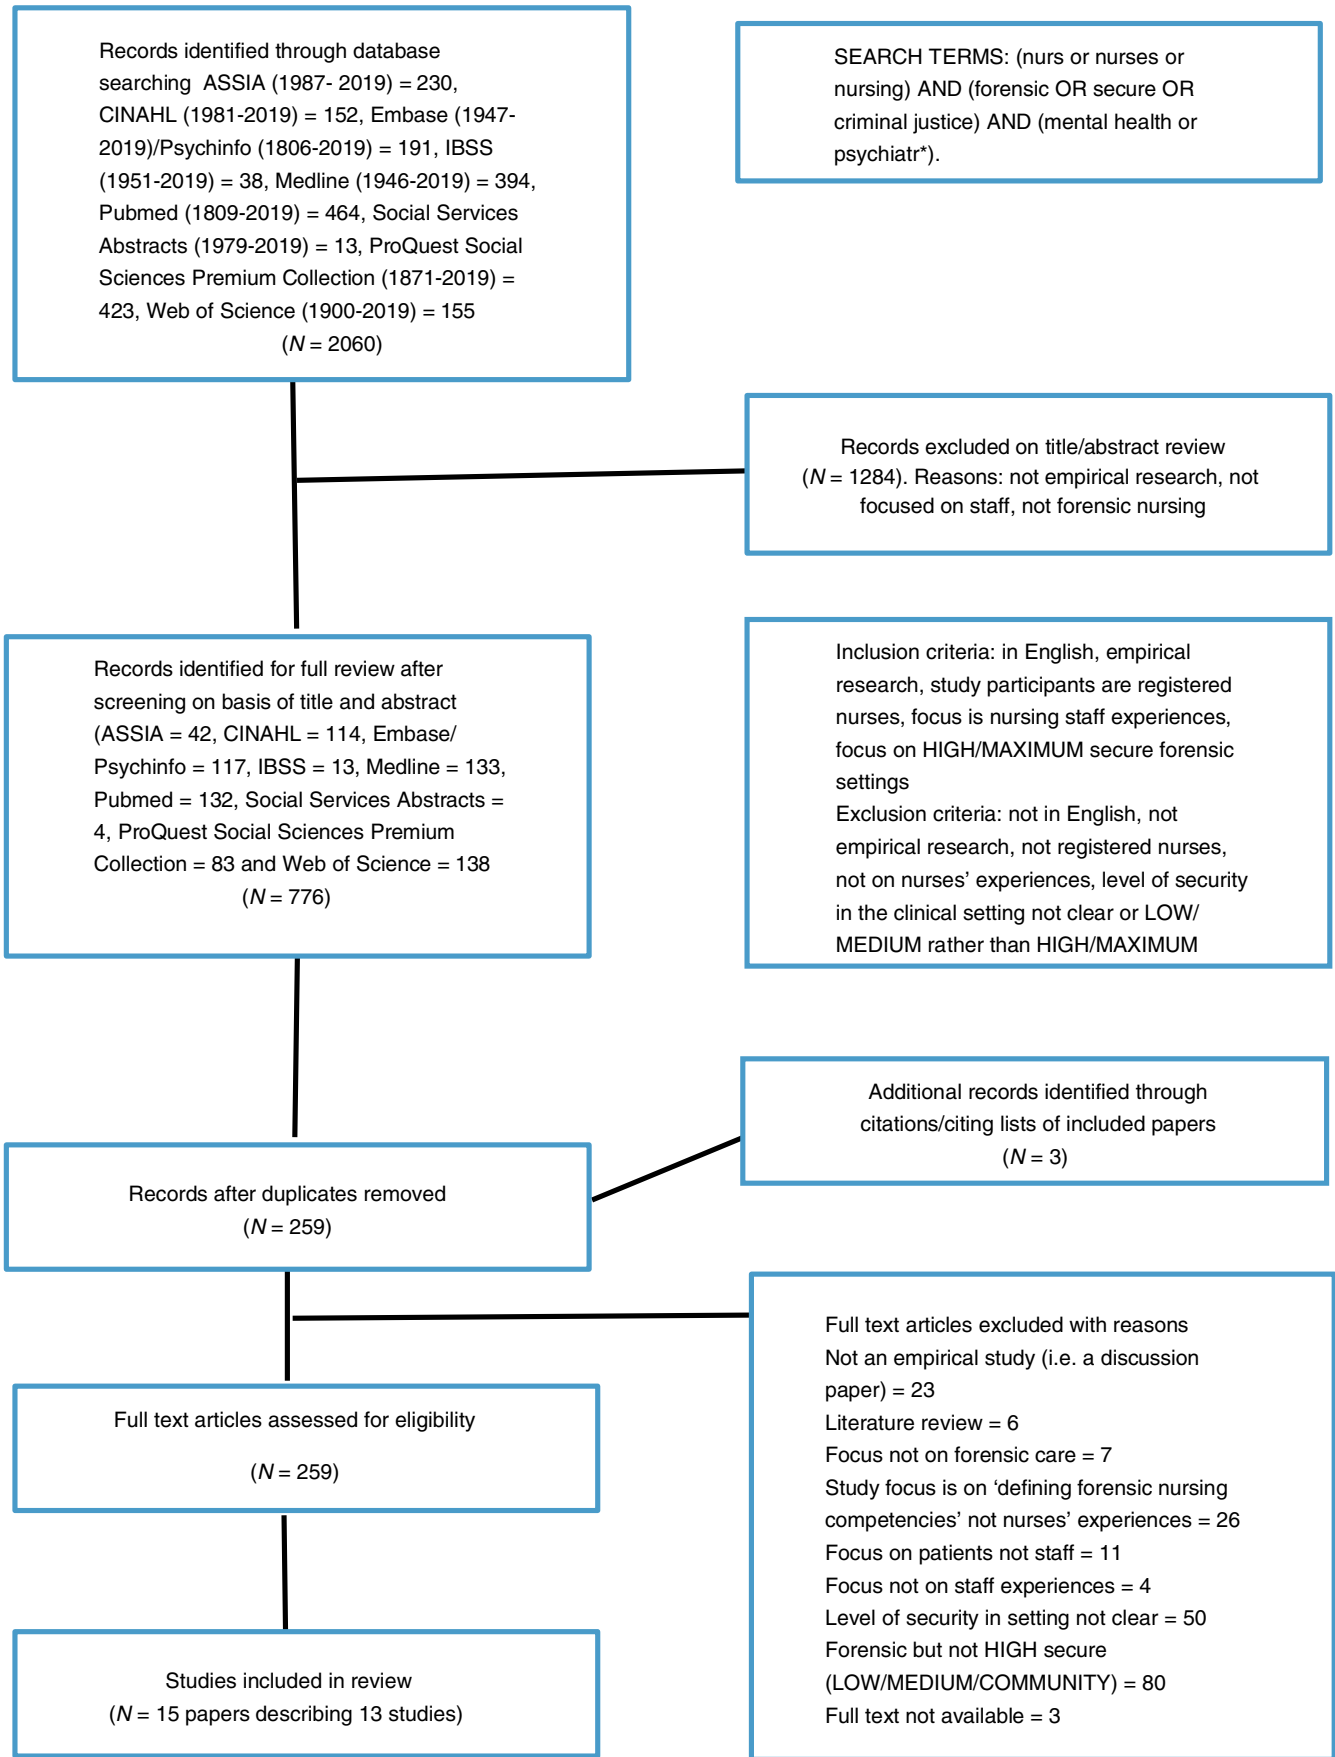 Records identified through database
searching ASSIA (1987- 2019) = 230,
CINAHL (1981-2019) = 152, Embase (1947-
2019)/Psychinfo (1806-2019) = 191, IBSS
(1951-2019) = 38, Medline (1946-2019) = 394,
Pubmed (1809-2019) = 464, Social Services
Abstracts (1979-2019) = 13, ProQuest Social
Sciences Premium Collection (1871-2019) =
423, Web of Science (1900-2019) = 155
(N = 2060)
SEARCH TERMS: (nurs or nurses or
nursing) AND (forensic OR secure OR
criminal justice) AND (mental health or
psychiatr*).
Records excluded on title/abstract review
(N = 1284). Reasons: not empirical research, not
focused on staff, not forensic nursing
Records identified for full review after
screening on basis of title and abstract
(ASSIA = 42, CINAHL = 114, Embase/
Psychinfo = 117, IBSS = 13, Medline = 133,
Pubmed = 132, Social Services Abstracts =
4, ProQuest Social Sciences Premium
Collection = 83 and Web of Science = 138
(N = 776)
Inclusion criteria: in English, empirical
research, study participants are registered
nurses, focus is nursing staff experiences,
focus on HIGH/MAXIMUM secure forensic
settings
Exclusion criteria: not in English, not
empirical research, not registered nurses,
not on nurses’ experiences, level of security
in the clinical setting not clear or LOW/
MEDIUM rather than HIGH/MAXIMUM
Additional records identified through
citations/citing lists of included papers
(N = 3)
Records after duplicates removed
(N = 259)
Full text articles assessed for eligibility
(N = 259)
Full text articles excluded with reasons
Not an empirical study (i.e. a discussion
paper) = 23
Literature review = 6
Focus not on forensic care = 7
Study focus is on ‘defining forensic nursing
competencies’ not nurses’ experiences = 26
Focus on patients not staff = 11
Focus not on staff experiences = 4
Level of security in setting not clear = 50
Forensic but not HIGH secure
(LOW/MEDIUM/COMMUNITY) = 80
Full text not available = 3
Studies included in review
(N = 15 papers describing 13 studies)